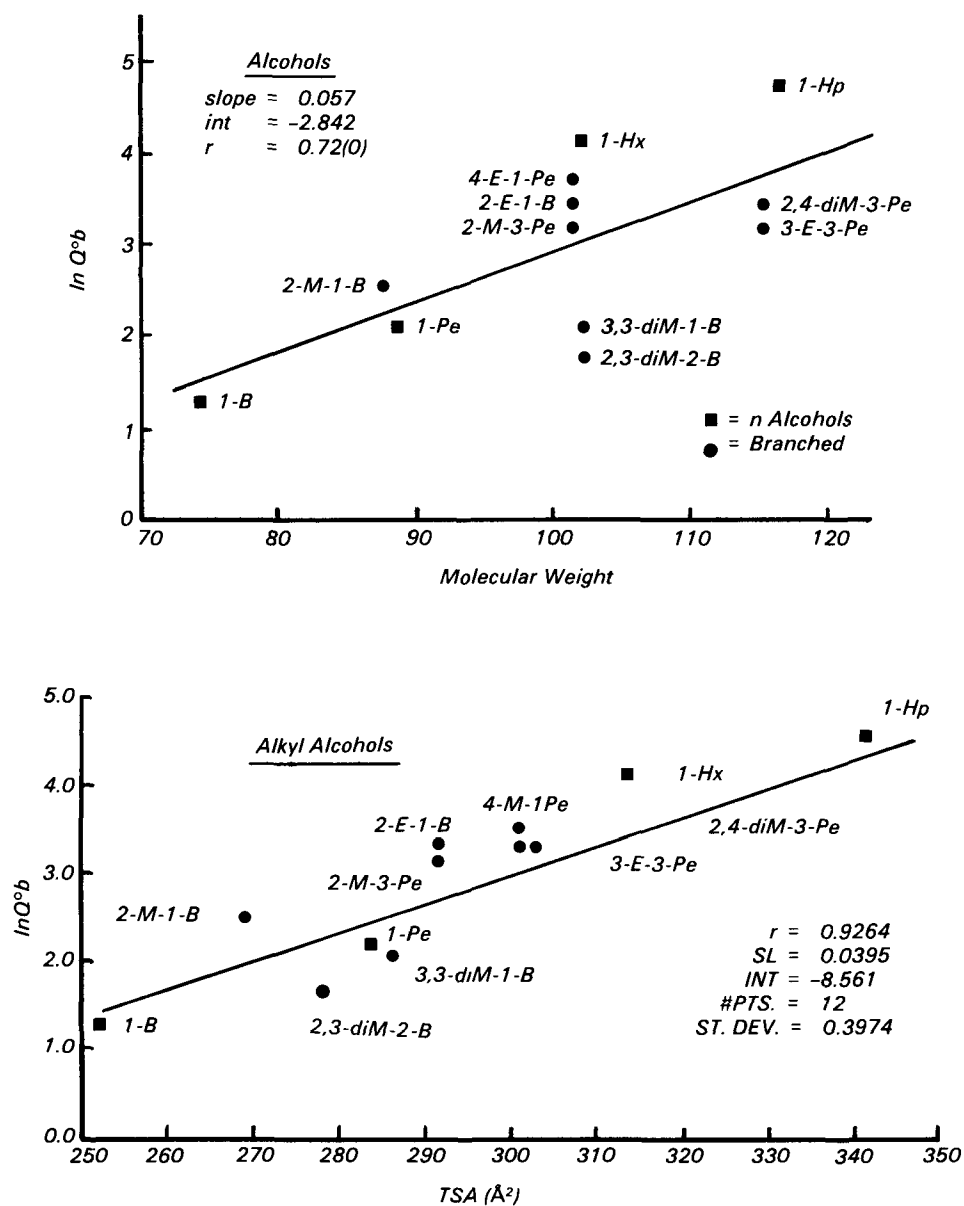 5
4
3
2
1
0
ln Q°b
Alcohols
slope = 0.057
int = -2.842
r = 0.72(0)
1-Hp
1-Hx
4-E-1-Pe
2-E-1-B
2-M-3-Pe
2,4-diM-3-Pe
3-E-3-Pe
2-M-1-B
1-Pe
3,3-diM-1-B
2,3-diM-2-B
1-B
■ = n Alcohols
● = Branched
70 80 90 100 110 120
Molecular Weight
5.0
4.0
3.0
2.0
1.0
0.0
lnQ°b
Alkyl Alcohols
1-Hp
1-Hx
4-M-1Pe
2-E-1-B
2,4-diM-3-Pe
3-E-3-Pe
2-M-3-Pe
2-M-1-B
1-Pe
3,3-diM-1-B
2,3-diM-2-B
1-B
r = 0.9264
SL = 0.0395
INT = -8.561
#PTS. = 12
ST. DEV. = 0.3974
250 260 270 280 290 300 310 320 330 340 350
TSA (Å²)